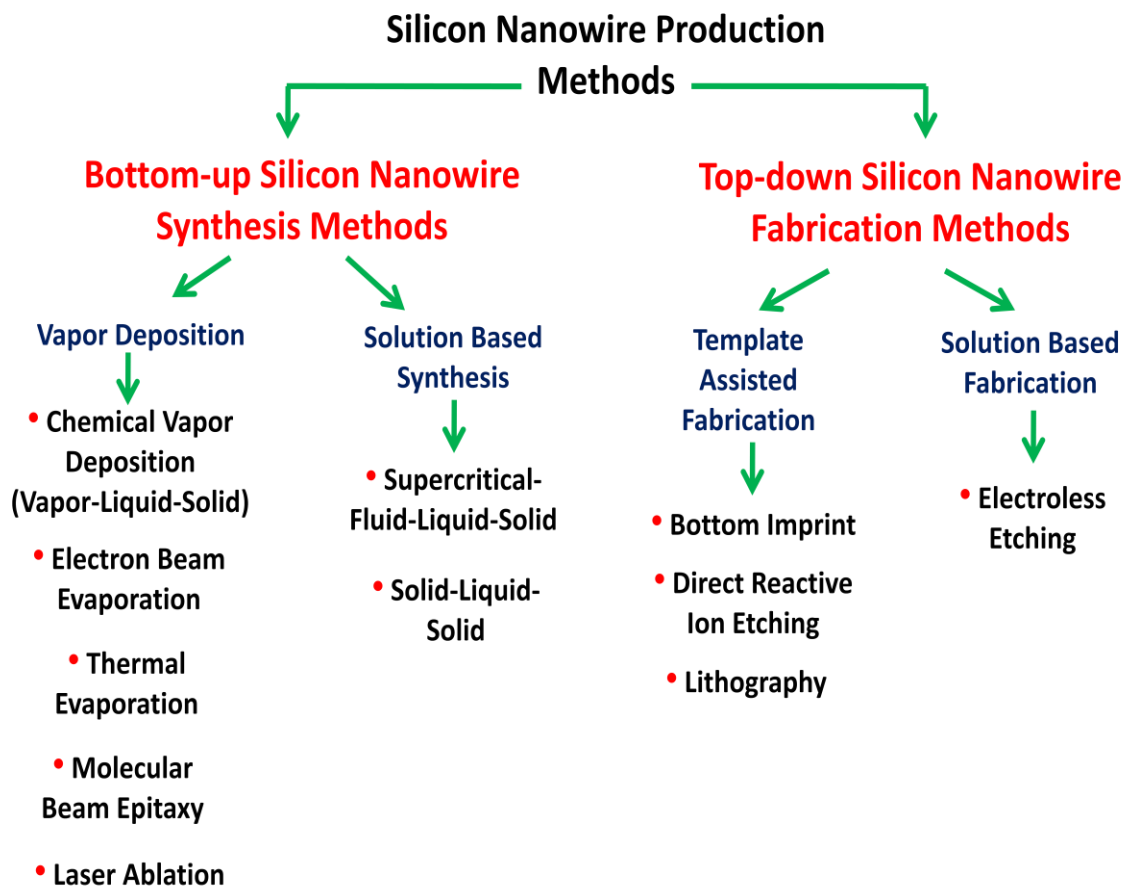 Silicon Nanowire Production
Methods
Bottom-up Silicon Nanowire
Synthesis Methods
Vapor Deposition
• Chemical Vapor
Deposition
(Vapor-Liquid-Solid)
• Electron Beam
Evaporation
• Thermal
Evaporation
• Molecular
Beam Epitaxy
• Laser Ablation
Solution Based
Synthesis
• Supercritical-
Fluid-Liquid-Solid
• Solid-Liquid-
Solid
Top-down Silicon Nanowire
Fabrication Methods
Template
Assisted
Fabrication
• Bottom Imprint
• Direct Reactive
Ion Etching
• Lithography
Solution Based
Fabrication
• Electroless
Etching